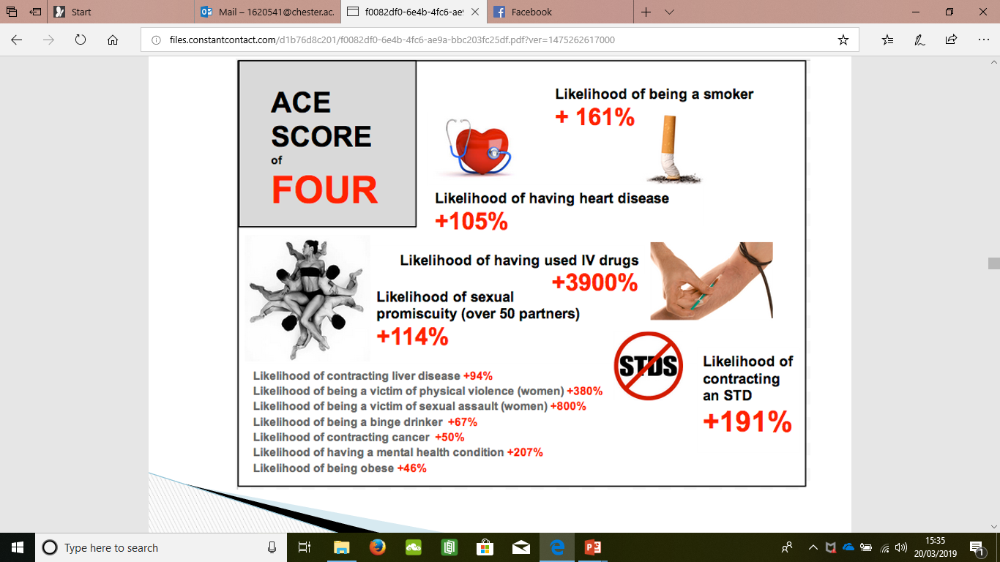 Start
Mail – 1620541@chester.ac.
f0082df0-6e4b-4fc6-ae9
Facebook
files.constantcontact.com/d1b76d8c201/f0082df0-6e4b-4fc6-ae9a-bbc203fc25df.pdf?ver=1475262617000
ACE
SCORE
of
FOUR
Likelihood of being a smoker
+ 161%
Likelihood of having heart disease
+105%
Likelihood of having used IV drugs
+3900%
Likelihood of sexual
promiscuity (over 50 partners)
+114%
STDS
Likelihood of
contracting
an STD
+191%
Likelihood of contracting liver disease +94%
Likelihood of being a victim of physical violence (women) +380%
Likelihood of being a victim of sexual assault (women) +800%
Likelihood of being a binge drinker +67%
Likelihood of contracting cancer +50%
Likelihood of having a mental health condition +207%
Likelihood of being obese +46%
Type here to search
15:35
20/03/2019
1